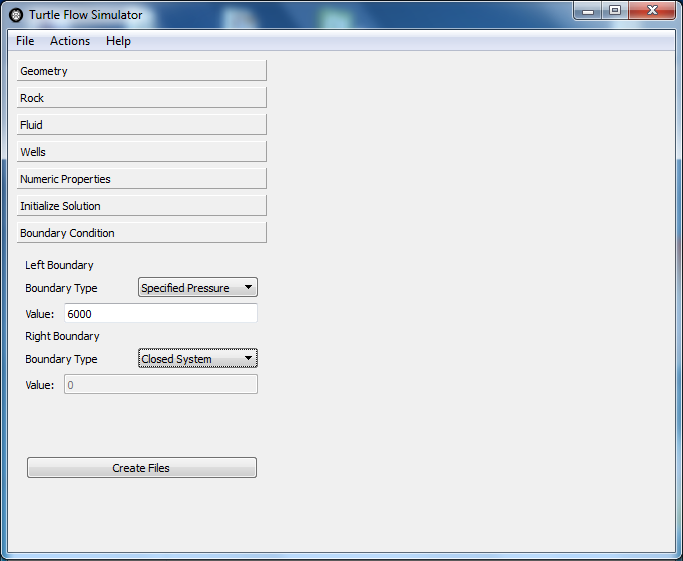 Turtle Flow Simulator
File Actions Help
Geometry
Rock
Fluid
Wells
Numeric Properties
Initialize Solution
Boundary Condition
Left Boundary
Boundary Type Specified Pressure
Value: 6000
Right Boundary
Boundary Type Closed System
Value: 0
Create Files